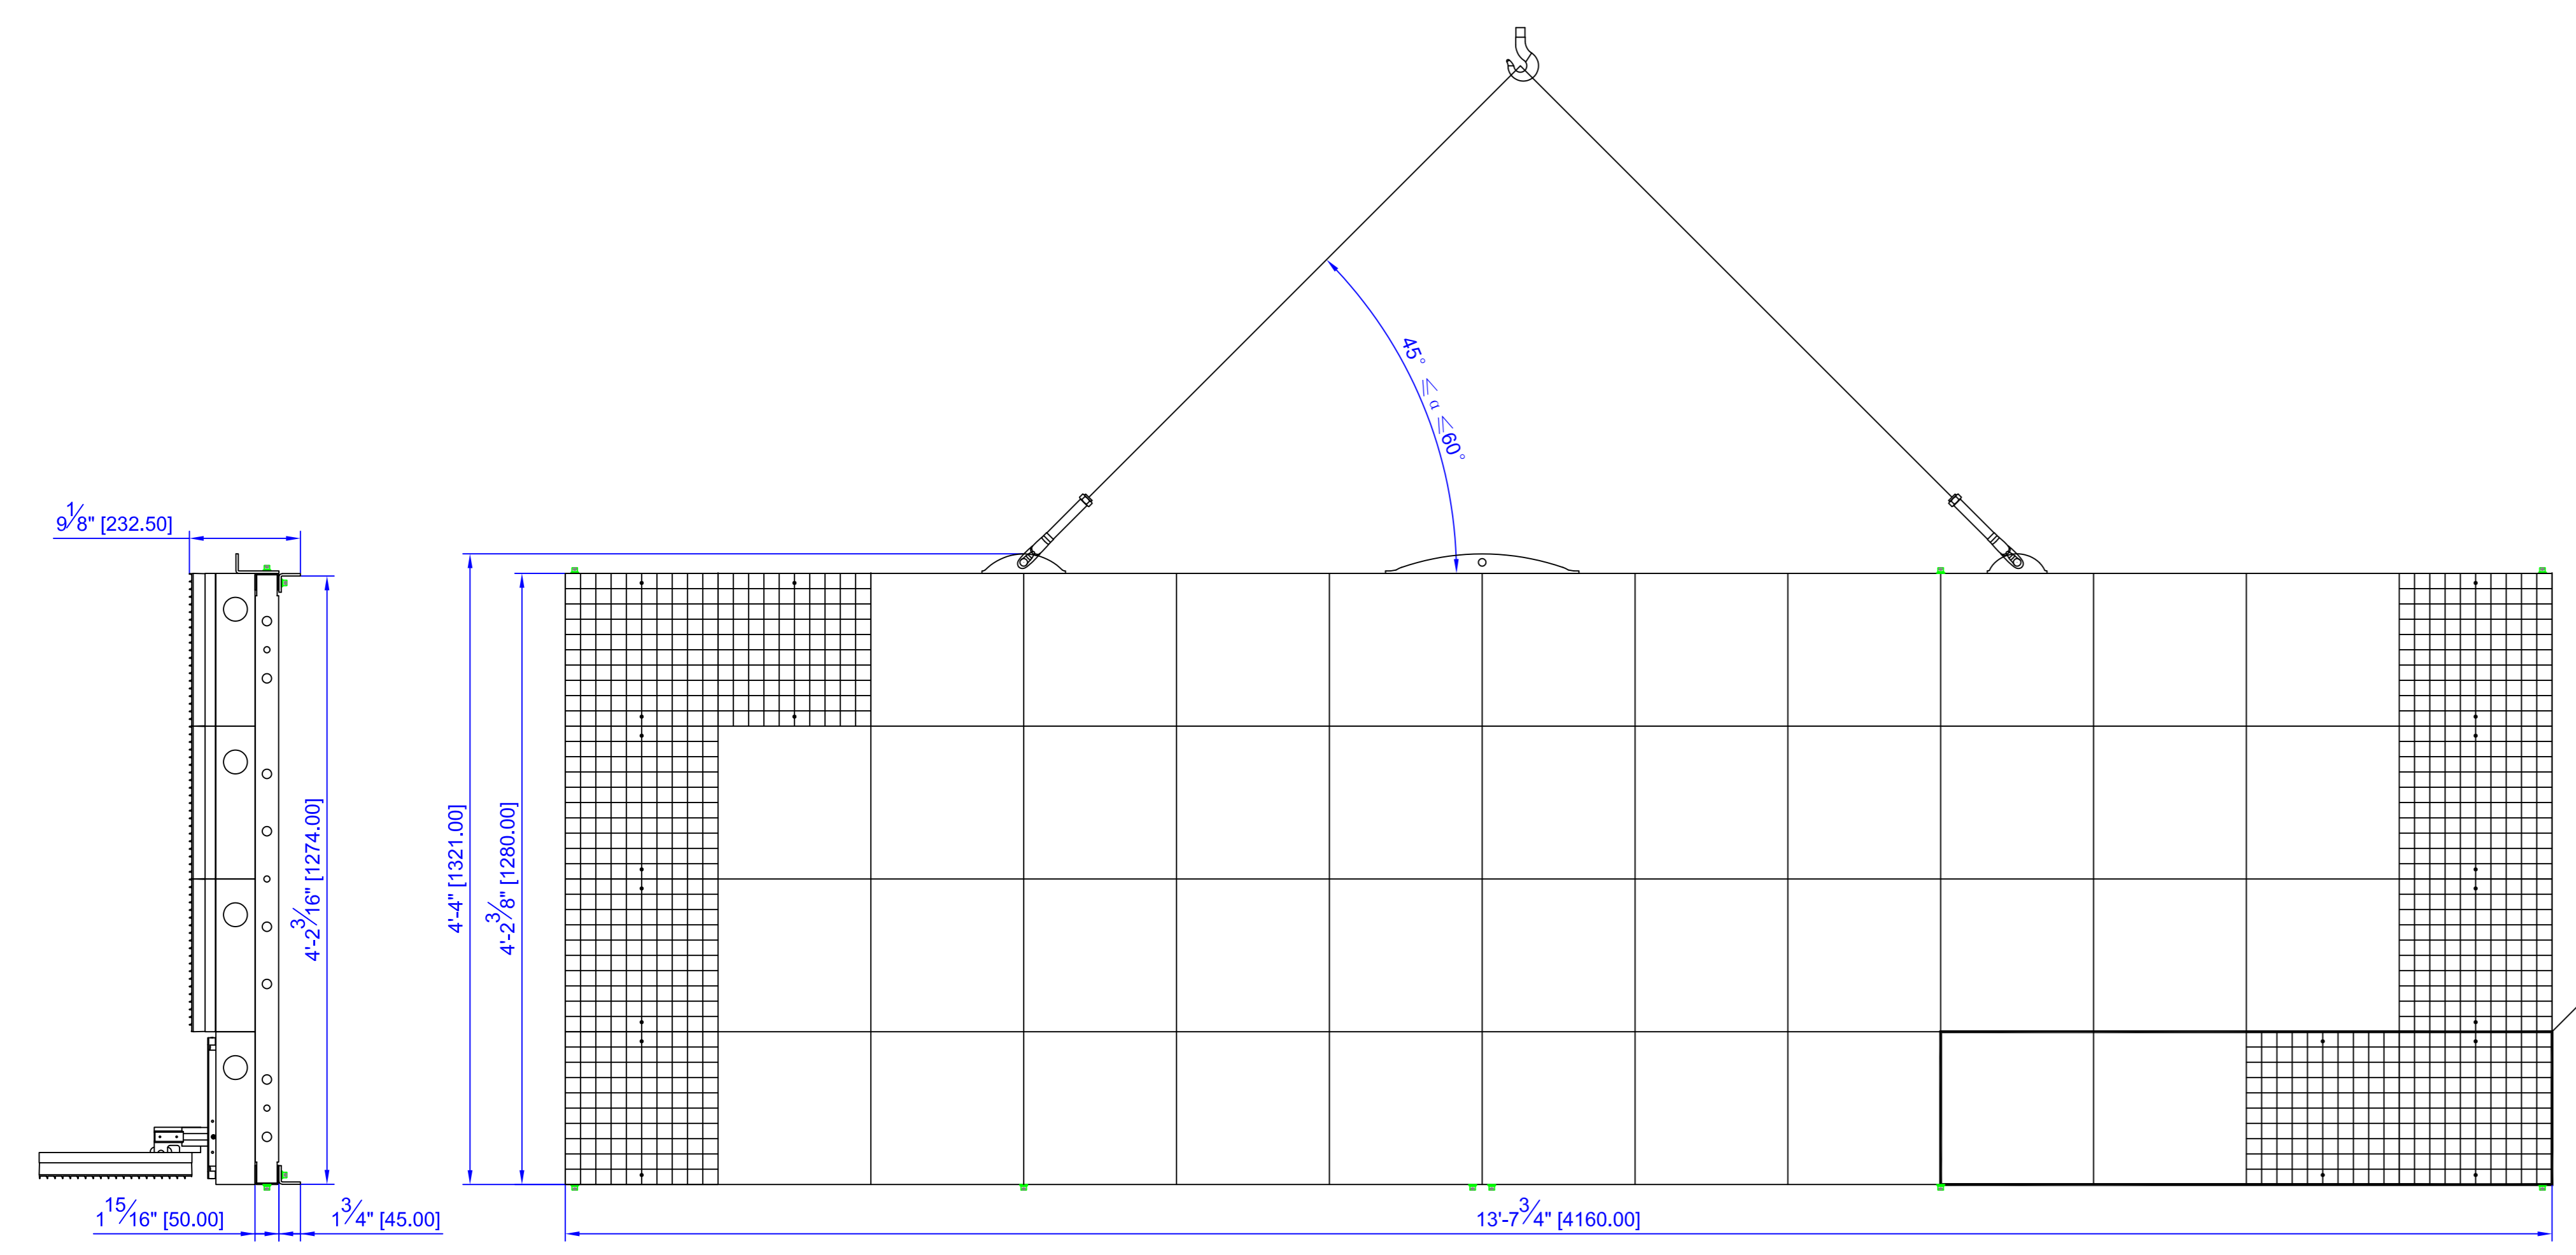 45° ≤ α ≤60°
9 1/8" [232.50]
4'-2 3/16" [1274.00]
4'-4" [1321.00]
4'-2 3/8" [1280.00]
1 15/16" [50.00]
1 3/4" [45.00]
13'-7 3/4" [4160.00]